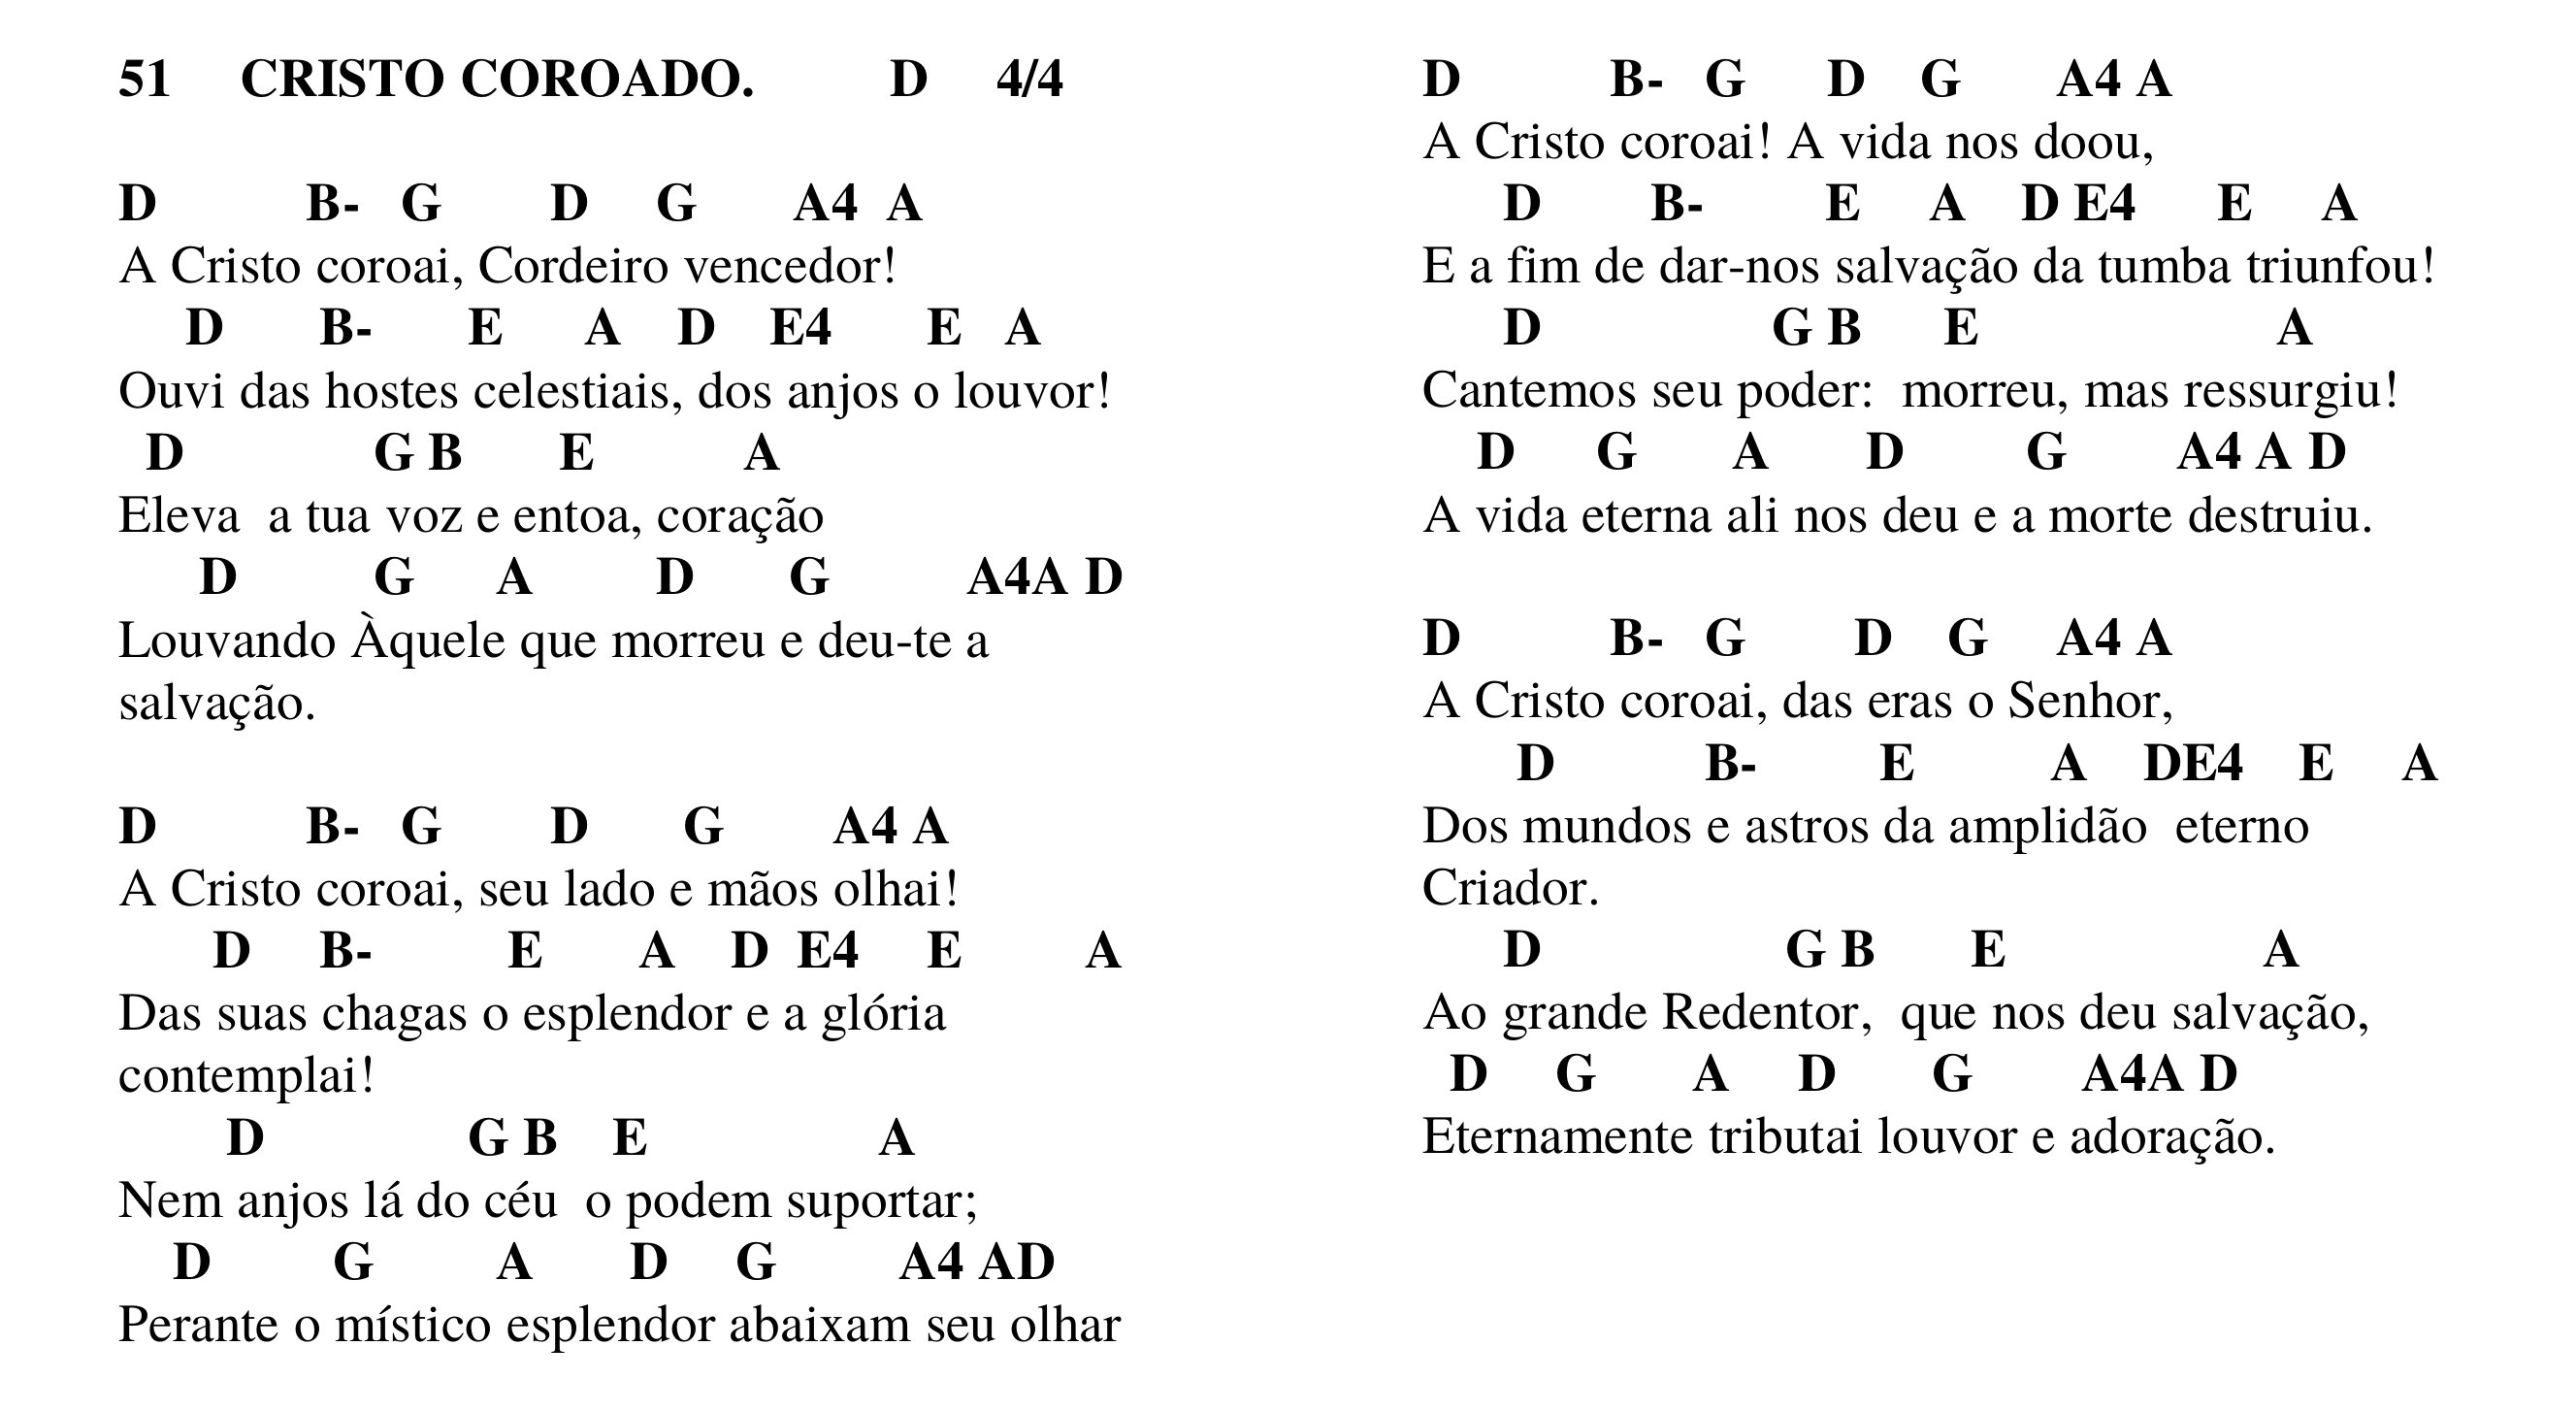 51 CRISTO COROADO. D 4/4
D B- G D G A4 A
A Cristo coroai, Cordeiro vencedor!
D B- E A D E4 E A
Ouvi das hostes celestiais, dos anjos o louvor!
D G B E A
Eleva a tua voz e entoa, coração
D G A D G A4A D
Louvando Àquele que morreu e deu-te a
salvação.
D B- G D G A4 A
A Cristo coroai, seu lado e mãos olhai!
D B- E A D E4 E A
Das suas chagas o esplendor e a glória
contemplai!
D G B E A
Nem anjos lá do céu o podem suportar;
D G A D G A4 AD
Perante o místico esplendor abaixam seu olhar
D B- G D G A4 A
A Cristo coroai! A vida nos doou,
D B- E A D E4 E A
E a fim de dar-nos salvação da tumba triunfou!
D G B E A
Cantemos seu poder: morreu, mas ressurgiu!
D G A D G A4 A D
A vida eterna ali nos deu e a morte destruiu.
D B- G D G A4 A
A Cristo coroai, das eras o Senhor,
D B- E A DE4 E A
Dos mundos e astros da amplidão eterno
Criador.
D G B E A
Ao grande Redentor, que nos deu salvação,
D G A D G A4A D
Eternamente tributai louvor e adoração.